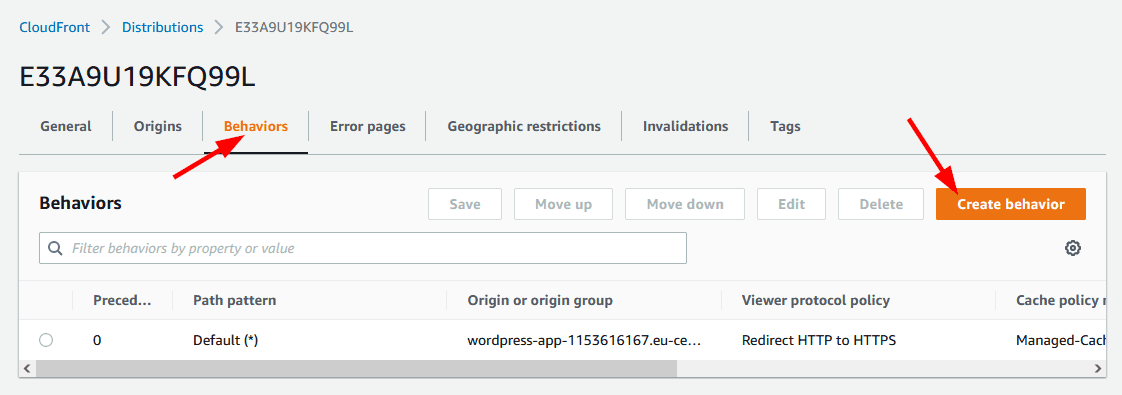 CloudFront > Distributions > E33A9U19KFQ99L
E33A9U19KFQ99L
General Origins Behaviors Error pages Geographic restrictions Invalidations Tags
Behaviors Save Move up Move down Edit Delete Create behavior
Filter behaviors by property or value
Preced... Path pattern Origin or origin group Viewer protocol policy Cache policy
0 Default (*) wordpress-app-1153616167.eu-ce... Redirect HTTP to HTTPS Managed-Cach